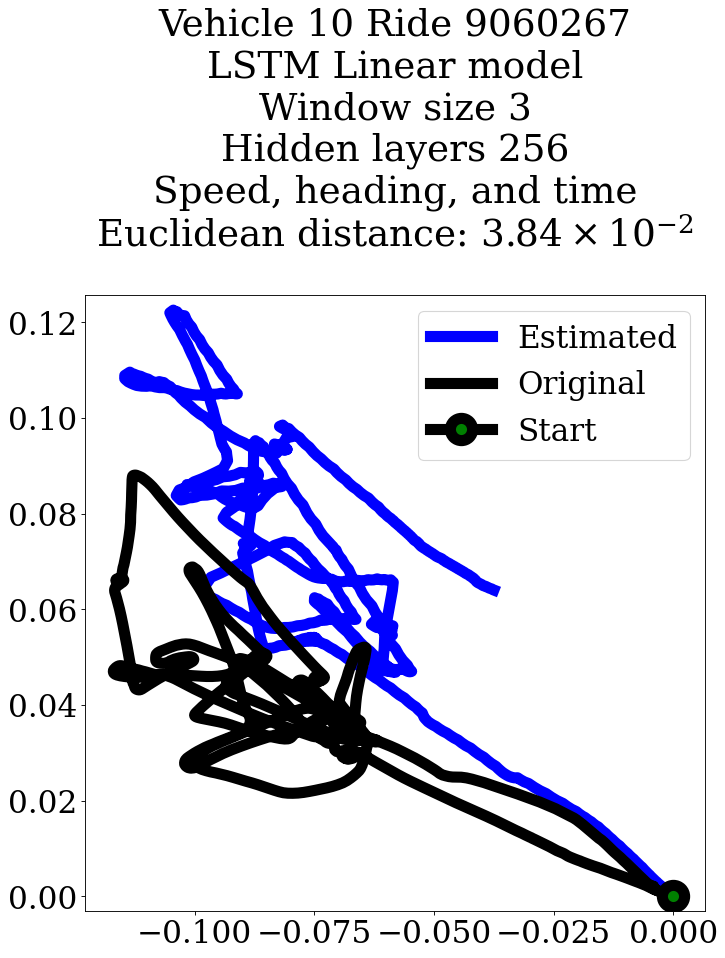 Vehicle 10 Ride 9060267
LSTM Linear model
Window size 3
Hidden layers 256
Speed, heading, and time
Euclidean distance: 3.84 × 10⁻²
Estimated
Original
Start
0.12
0.10
0.08
0.06
0.04
0.02
0.00
−0.100 −0.075 −0.050 −0.025 0.000